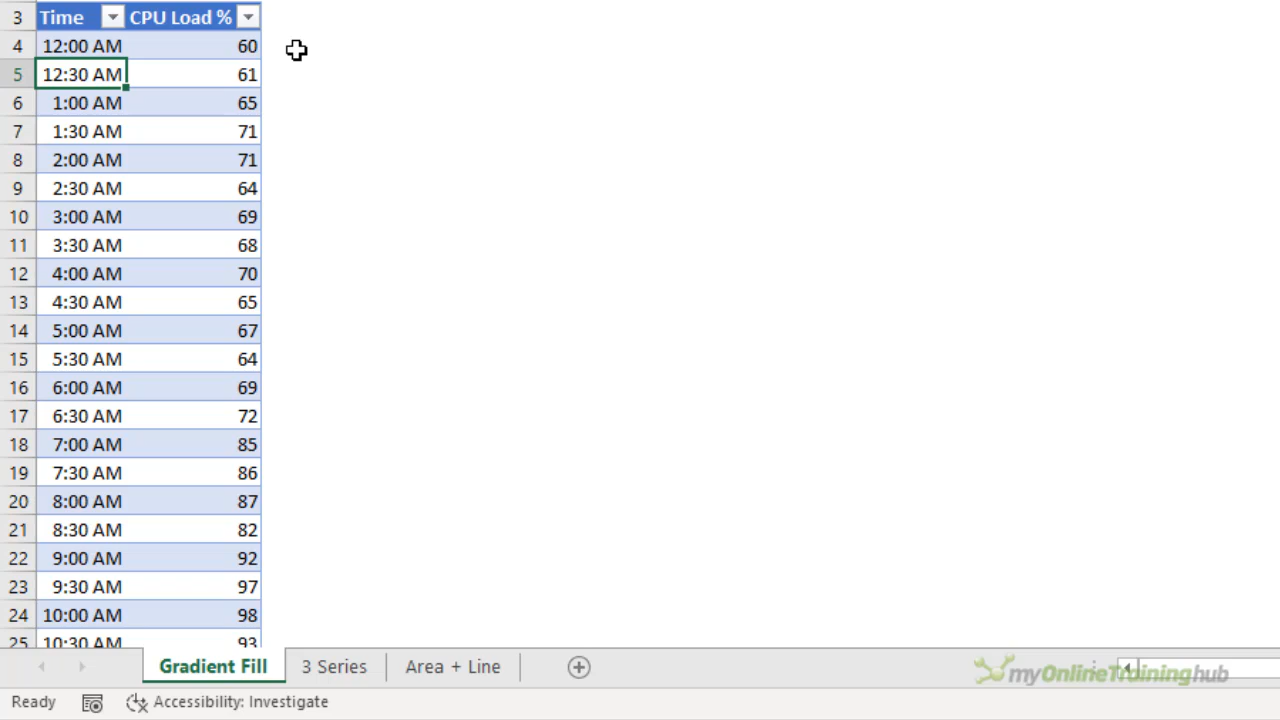 3 Time CPU Load %
4 12:00 AM 60
5 12:30 AM 61
6 1:00 AM 65
7 1:30 AM 71
8 2:00 AM 71
9 2:30 AM 64
10 3:00 AM 69
11 3:30 AM 68
12 4:00 AM 70
13 4:30 AM 65
14 5:00 AM 67
15 5:30 AM 64
16 6:00 AM 69
17 6:30 AM 72
18 7:00 AM 85
19 7:30 AM 86
20 8:00 AM 87
21 8:30 AM 82
22 9:00 AM 92
23 9:30 AM 97
24 10:00 AM 98
25 10:30 AM 93
Gradient Fill 3 Series Area + Line
myOnlineTraininghub
Ready Accessibility: Investigate